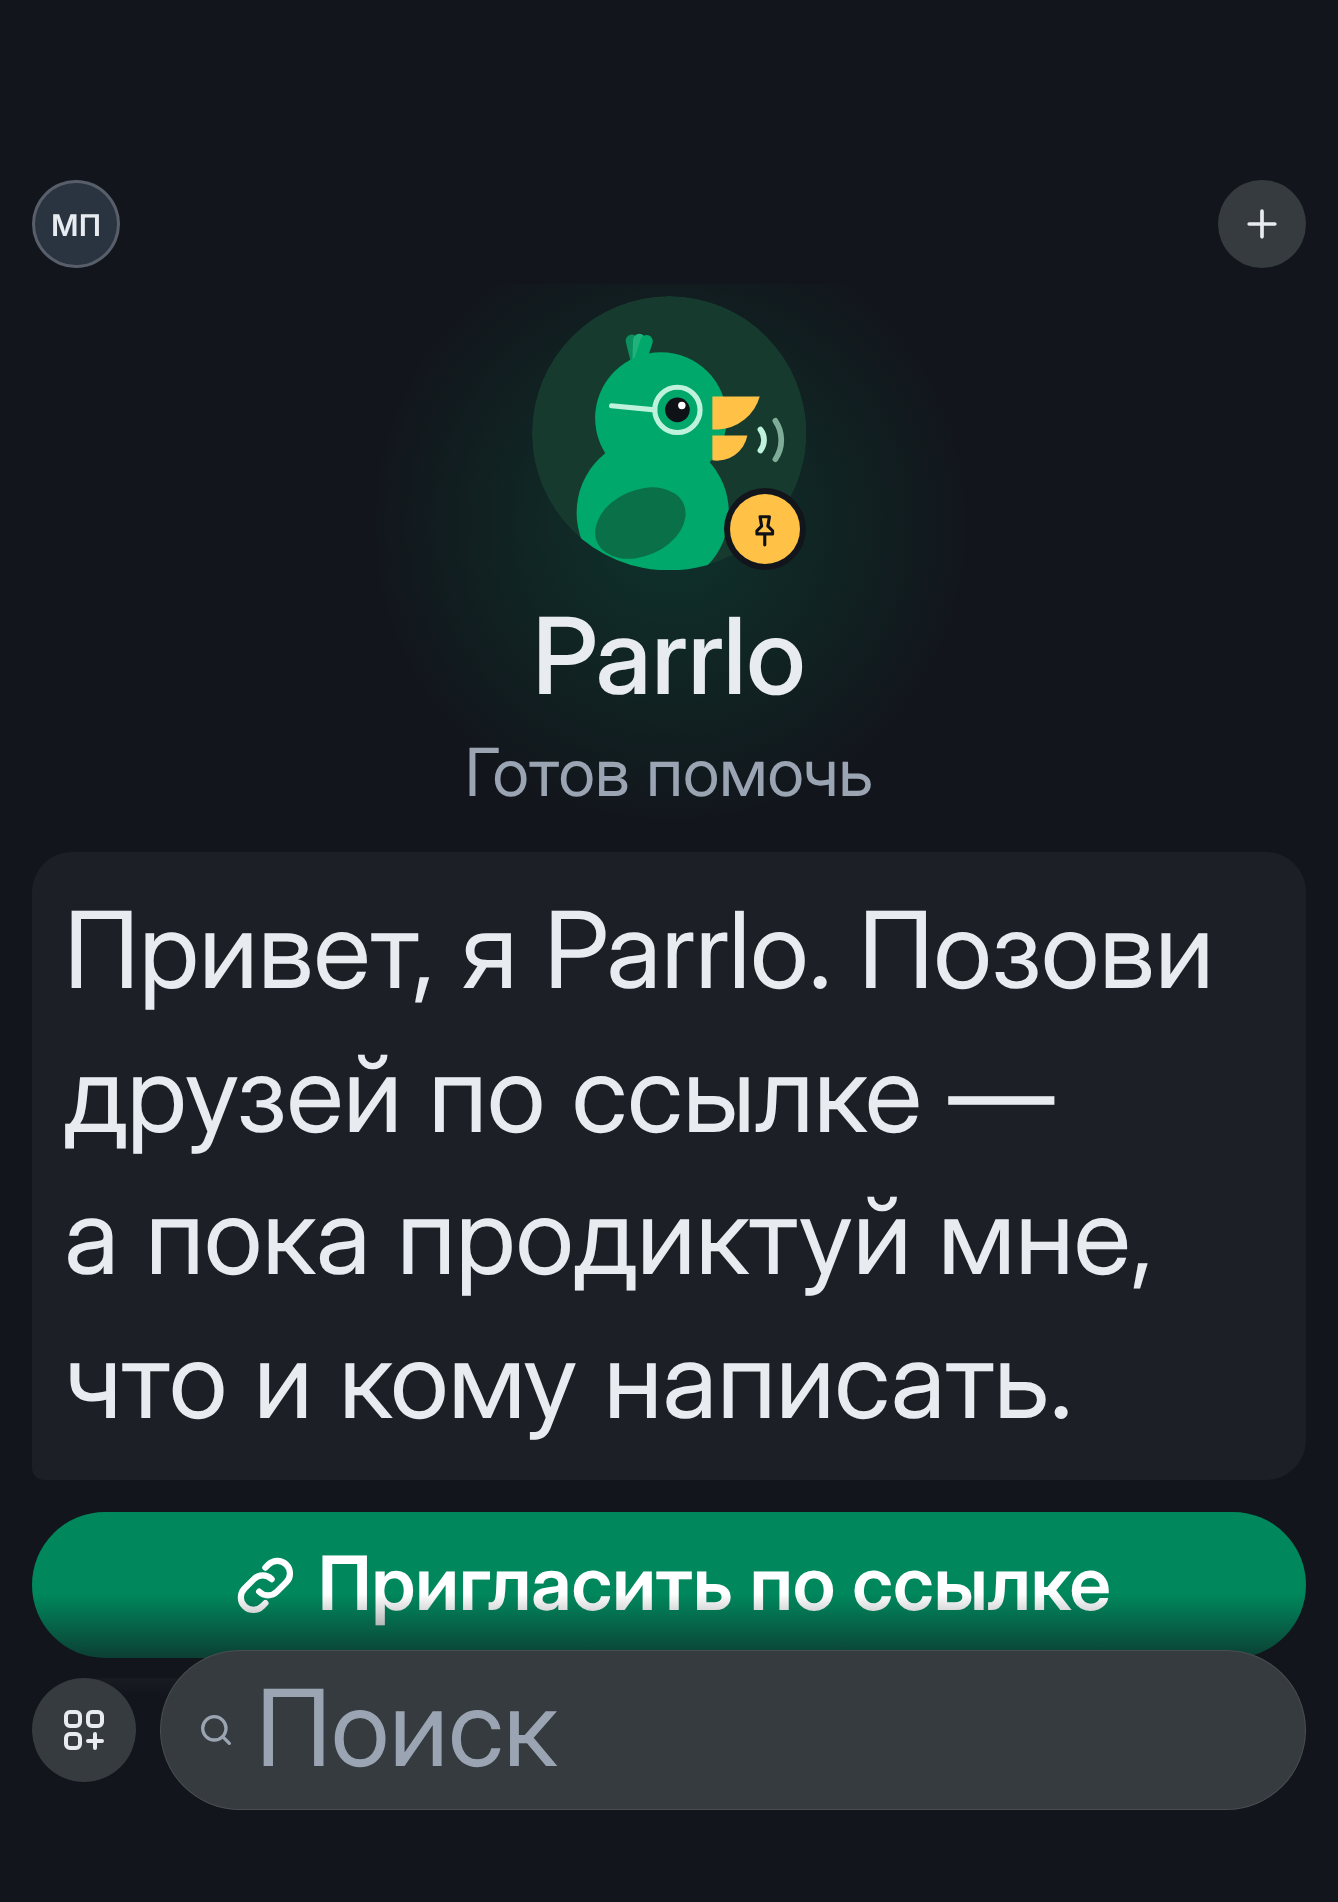 МП
Parrlo
Готов помочь
Привет, я Parrlo. Позови
друзей по ссылке —
а пока продиктуй мне,
что и кому написать.
Пригласить по ссылке
Поиск